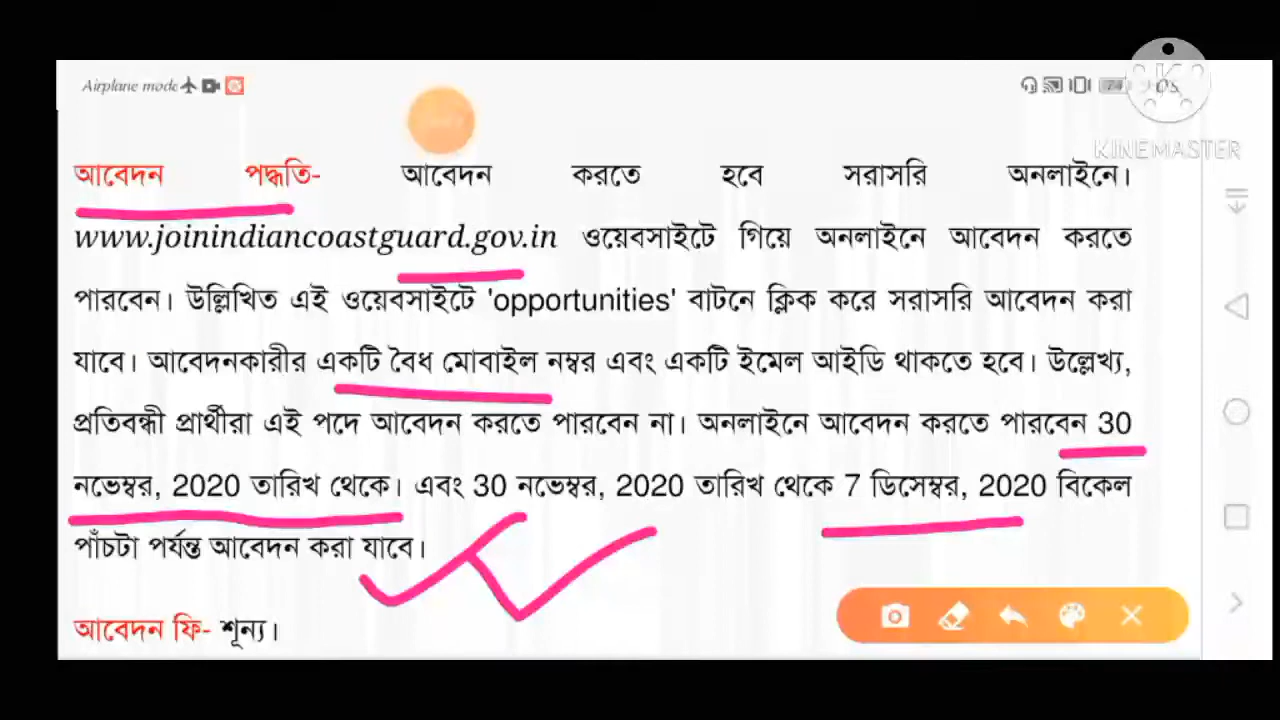 Airplane mode
KINEMASTER
আবেদন পদ্ধতি- আবেদন করতে হবে সরাসরি অনলাইনে।
www.joinindiancoastguard.gov.in ওয়েবসাইটে গিয়ে অনলাইনে আবেদন করতে
পারবেন। উল্লিখিত এই ওয়েবসাইটে 'opportunities' বাটনে ক্লিক করে সরাসরি আবেদন করা
যাবে। আবেদনকারীর একটি বৈধ মোবাইল নম্বর এবং একটি ইমেল আইডি থাকতে হবে। উল্লেখ্য,
প্রতিবন্ধী প্রার্থীরা এই পদে আবেদন করতে পারবেন না। অনলাইনে আবেদন করতে পারবেন 30
নভেম্বর, 2020 তারিখ থেকে। এবং 30 নভেম্বর, 2020 তারিখ থেকে 7 ডিসেম্বর, 2020 বিকেল
পাঁচটা পর্যন্ত আবেদন করা যাবে।
আবেদন ফি- শূন্য।